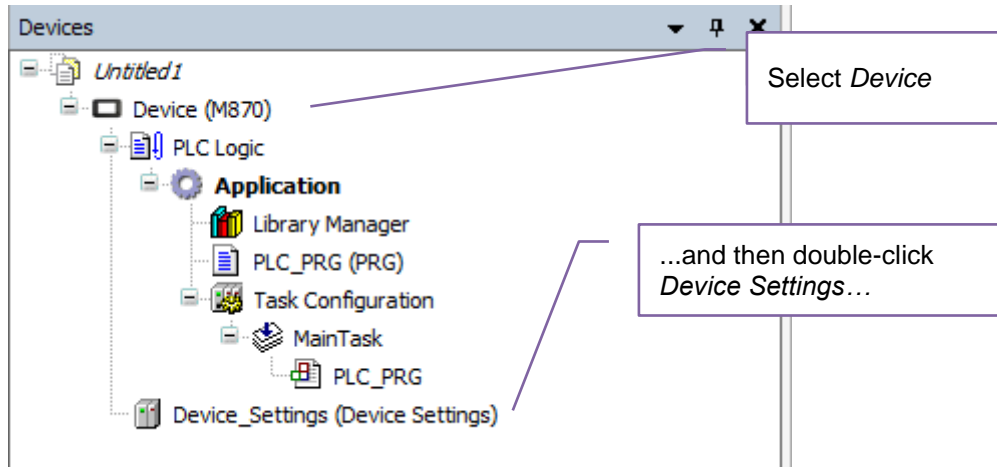 Devices
Untitled1
Select Device
Device (M870)
PLC Logic
Application
Library Manager
PLC_PRG (PRG)
...and then double-click
Device Settings…
Task Configuration
MainTask
PLC_PRG
Device_Settings (Device Settings)